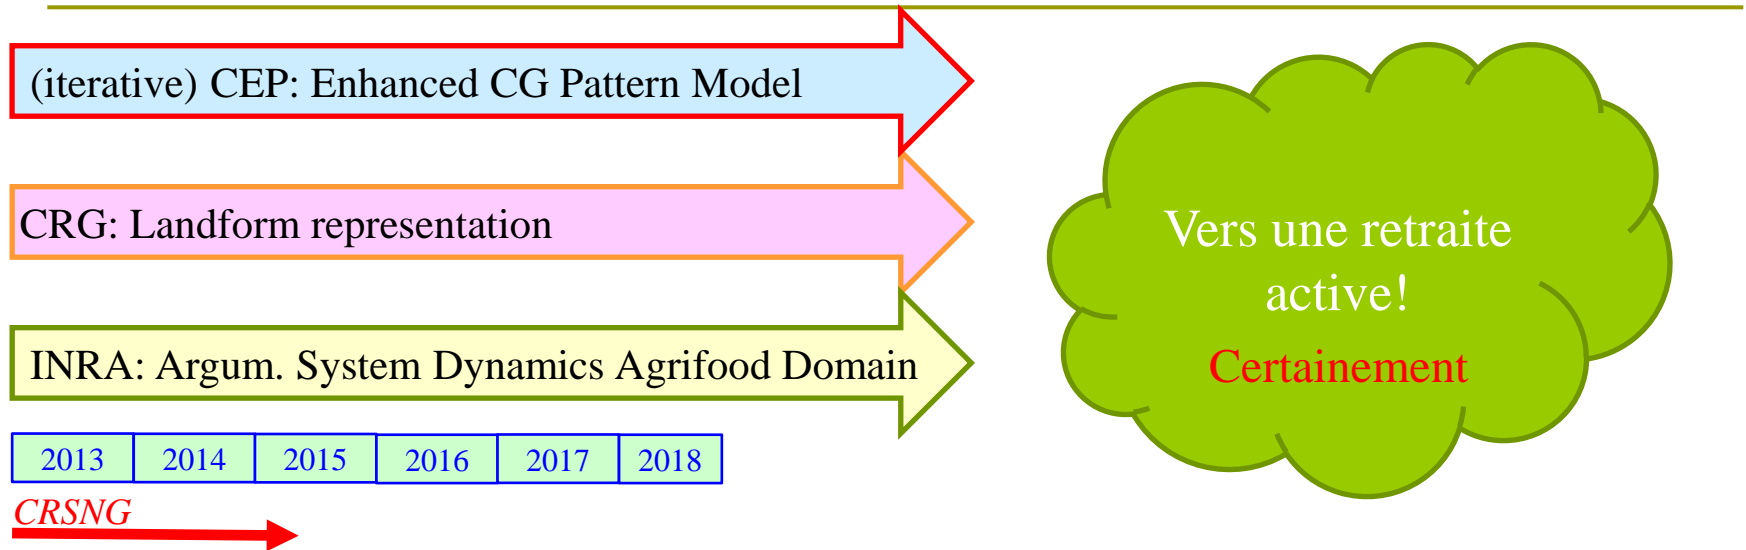 (iterative) CEP: Enhanced CG Pattern Model
CRG: Landform representation
INRA: Argum. System Dynamics Agrifood Domain
2013 2014 2015 2016 2017 2018
CRSNG
Vers une retraite
active!
Certainement